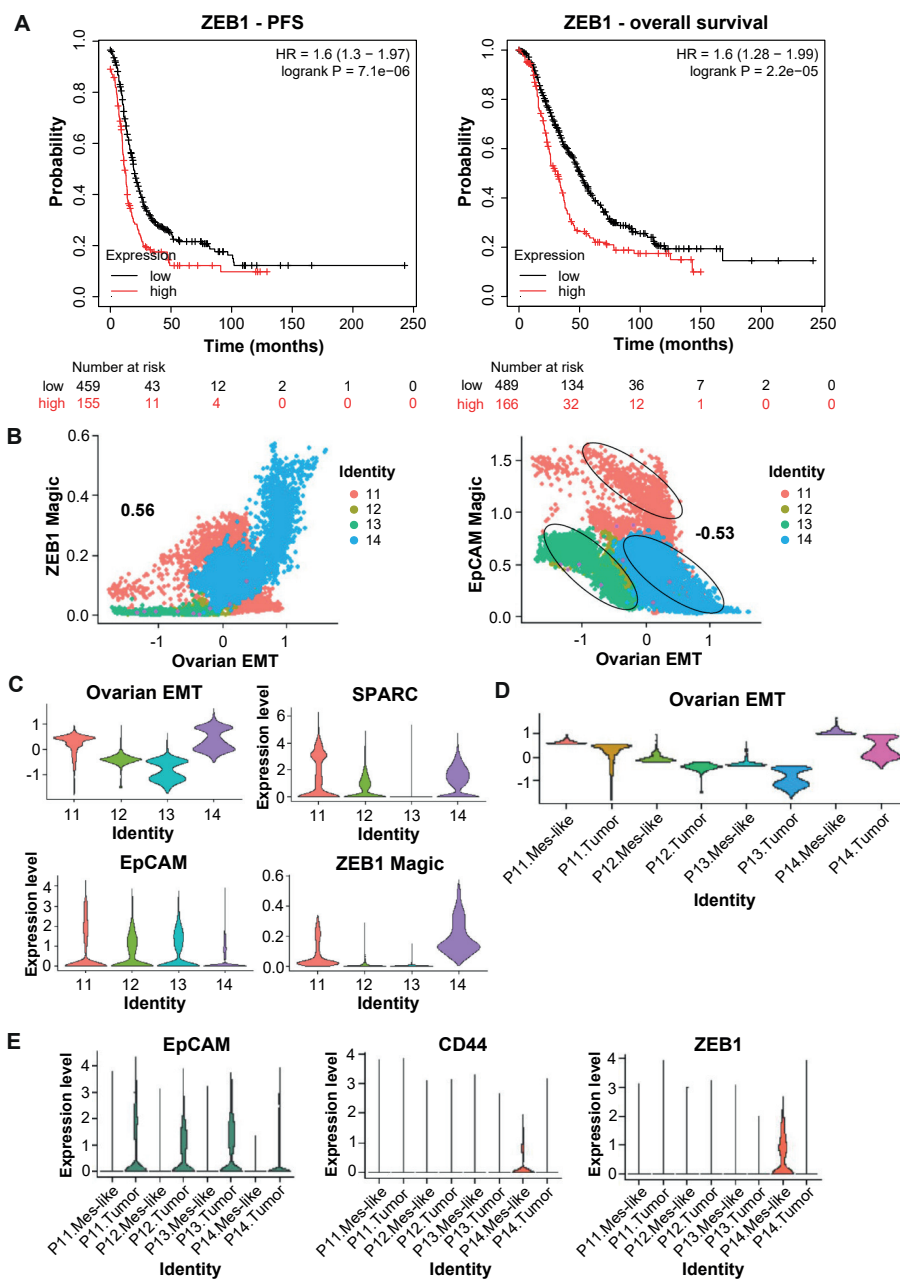 A
ZEB1 - PFS
HR = 1.6 (1.3 − 1.97)
logrank P = 7.1e−06
Probability
1.0
0.8
0.6
0.4
0.2
0.0
Expression
low
high
0 50 100 150 200 250
Time (months)
Number at risk
low 459 43 12 2 1 0
high 155 11 4 0 0 0
ZEB1 - overall survival
HR = 1.6 (1.28 − 1.99)
logrank P = 2.2e−05
Probability
1.0
0.8
0.6
0.4
0.2
0.0
Expression
low
high
0 50 100 150 200 250
Time (months)
Number at risk
low 489 134 36 7 2 0
high 166 32 12 1 0 0
B
ZEB1 Magic
0.6
0.4
0.2
0.0
0.56
-1 0 1
Ovarian EMT
Identity
11
12
13
14
EpCAM Magic
1.5
1.0
0.5
0.0
-0.53
-1 0 1
Ovarian EMT
Identity
11
12
13
14
C
Ovarian EMT
1
0
-1
11 12 13 14
Identity
SPARC
Expression level
6
4
2
0
11 12 13 14
Identity
EpCAM
Expression level
4
3
2
1
0
11 12 13 14
Identity
ZEB1 Magic
Expression level
0.4
0.2
0.0
11 12 13 14
Identity
D
Ovarian EMT
1
1
-1
P11.Mes-like
P11.Tumor
P12.Mes-like
P12.Tumor
P13.Mes-like
P13.Tumor
P14.Mes-like
P14.Tumor
Identity
E
EpCAM
Expression level
4
3
2
1
0
P11.Mes-like
P11.Tumor
P12.Mes-like
P12.Tumor
P13.Mes-like
P13.Tumor
P14.Mes-like
P14.Tumor
Identity
CD44
Expression level
4
3
2
1
0
P11.Mes-like
P11.Tumor
P12.Mes-like
P12.Tumor
P13.Mes-like
P13.Tumor
P14.Mes-like
P14.Tumor
Identity
ZEB1
Expression level
4
3
2
1
0
P11.Mes-like
P11.Tumor
P12.Mes-like
P12.Tumor
P13.Mes-like
P13.Tumor
P14.Mes-like
P14.Tumor
Identity